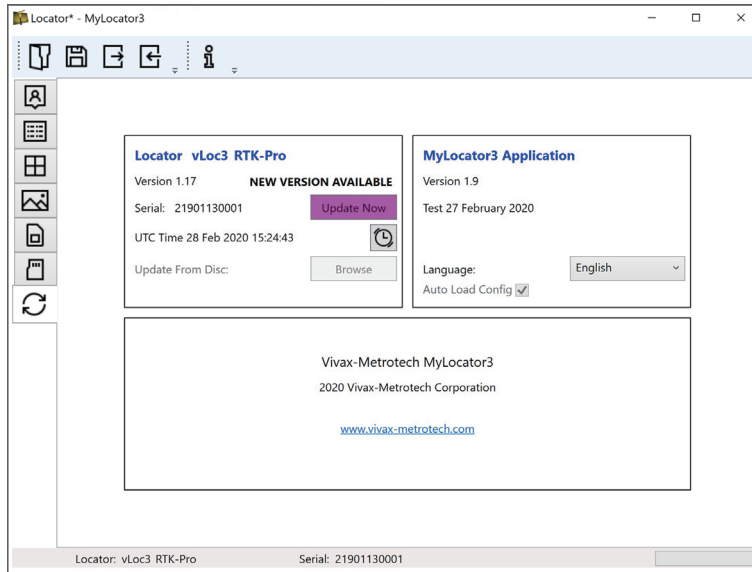 Locator* - MyLocator3
Locator vLoc3 RTK-Pro
Version 1.17 NEW VERSION AVAILABLE
Serial: 21901130001 Update Now
UTC Time 28 Feb 2020 15:24:43
Update From Disc: Browse
MyLocator3 Application
Version 1.9
Test 27 February 2020
Language: English
Auto Load Config
Vivax-Metrotech MyLocator3
2020 Vivax-Metrotech Corporation
www.vivax-metrotech.com
Locator: vLoc3 RTK-Pro Serial: 21901130001